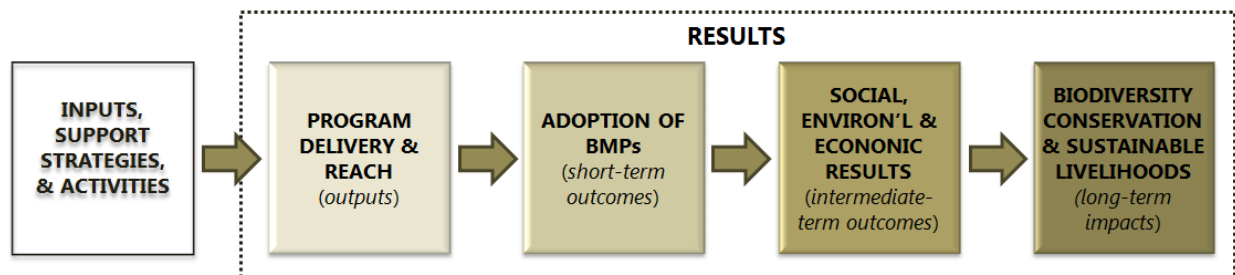 RESULTS
INPUTS,
SUPPORT
STRATEGIES,
& ACTIVITIES
PROGRAM
DELIVERY &
REACH
(outputs)
ADOPTION OF
BMPs
(short-term
outcomes)
SOCIAL,
ENVIRON'L &
ECONONIC
RESULTS
(intermediate-
term outcomes)
BIODIVERSITY
CONSERVATION
& SUSTAINABLE
LIVELIHOODS
(long-term
impacts)